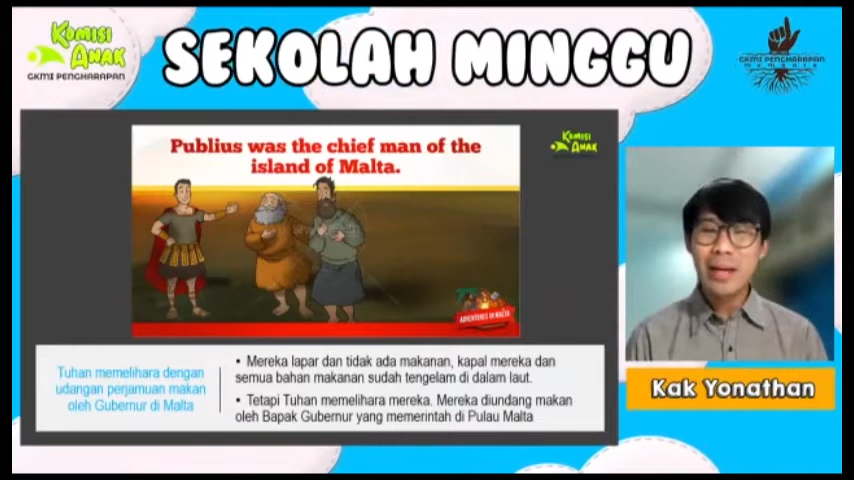 Komisi
Anak
GKMI PENGHARAPAN
SEKOLAH MINGGU
GKMI PENGHARAPAN
Publius was the chief man of the
island of Malta.
Komisi
Anak
ADVENTURES IN MALTA
Tuhan memelihara dengan
udangan perjamuan makan
oleh Gubernur di Malta
• Mereka lapar dan tidak ada makanan, kapal mereka dan
semua bahan makanan sudah tengelam di dalam laut.
• Tetapi Tuhan memelihara mereka. Mereka diundang makan
oleh Bapak Gubernur yang memerintah di Pulau Malta
Kak Yonathan